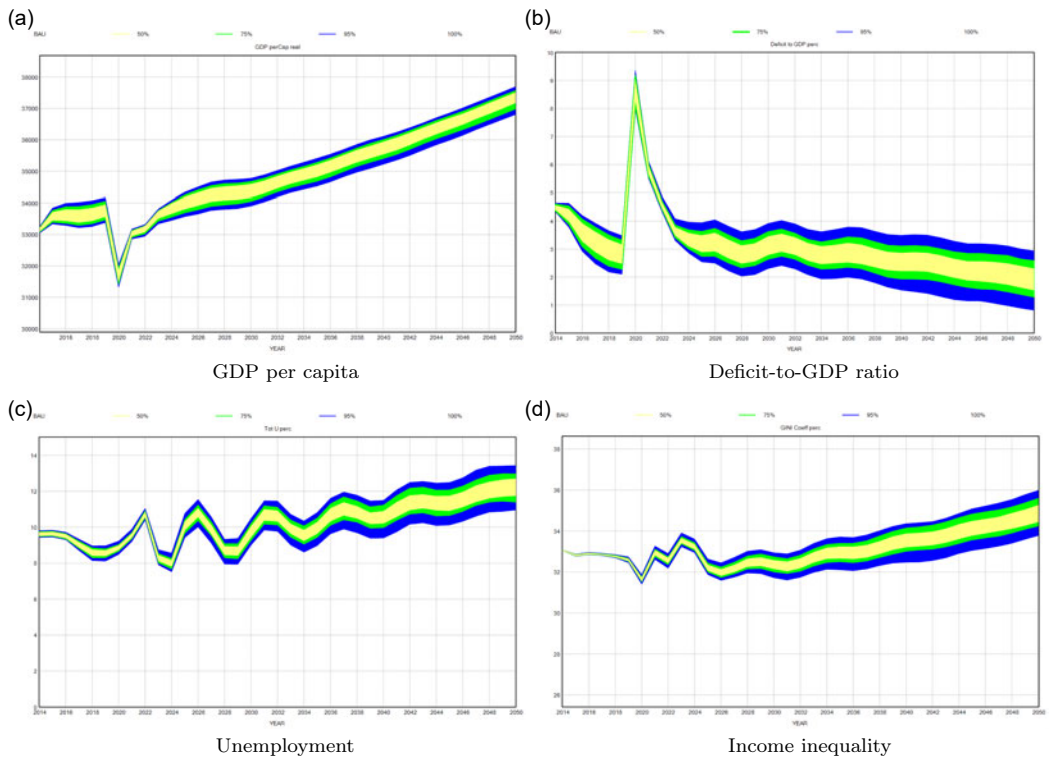 (a)
BAU 50% 75% 95% 100%
GDP perCap real
38000
37000
36000
35000
34000
33000
32000
31000
30000
2016 2018 2020 2022 2024 2026 2028 2030 2032 2034 2036 2038 2040 2042 2044 2046 2048 2050
YEAR
GDP per capita
(b)
BAU 50% 75% 95% 100%
Deficit to GDP perc
10
9
8
7
6
5
4
3
2
1
0
2014 2016 2018 2020 2022 2024 2026 2028 2030 2032 2034 2036 2038 2040 2042 2044 2046 2048 2050
YEAR
Deficit-to-GDP ratio
(c)
BAU 50% 75% 95% 100%
Tot U perc
14
12
10
8
6
4
2
0
2014 2016 2018 2020 2022 2024 2026 2028 2030 2032 2034 2036 2038 2040 2042 2044 2046 2048 2050
YEAR
Unemployment
(d)
BAU 50% 75% 95% 100%
GINI Coeff perc
38
36
34
32
30
28
26
2014 2016 2018 2020 2022 2024 2026 2028 2030 2032 2034 2036 2038 2040 2042 2044 2046 2048 2050
YEAR
Income inequality